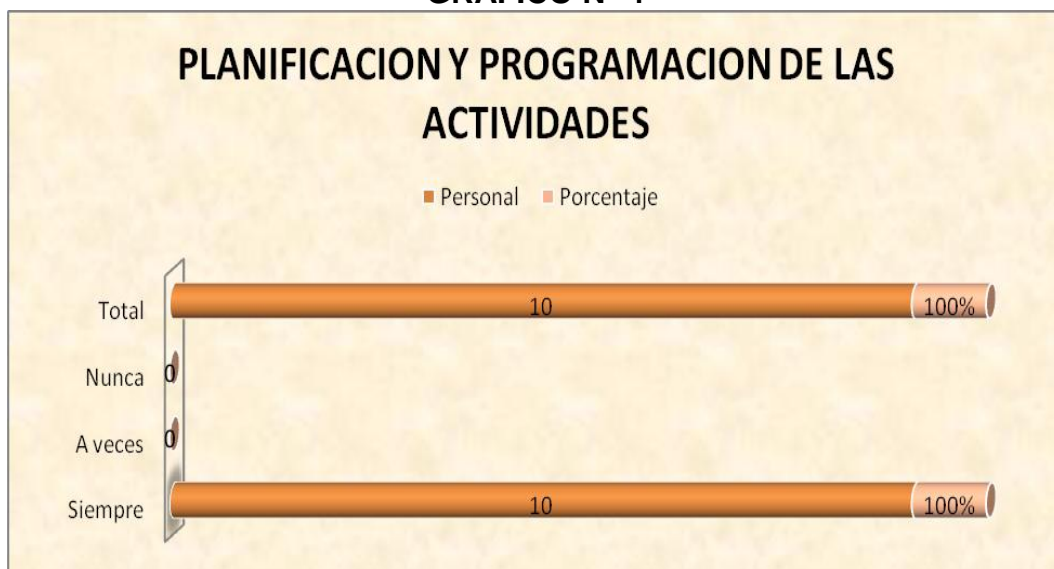 PLANIFICACION Y PROGRAMACION DE LAS
ACTIVIDADES
Personal Porcentaje
Total 10 100%
Nunca 0
A veces 0
Siempre 10 100%